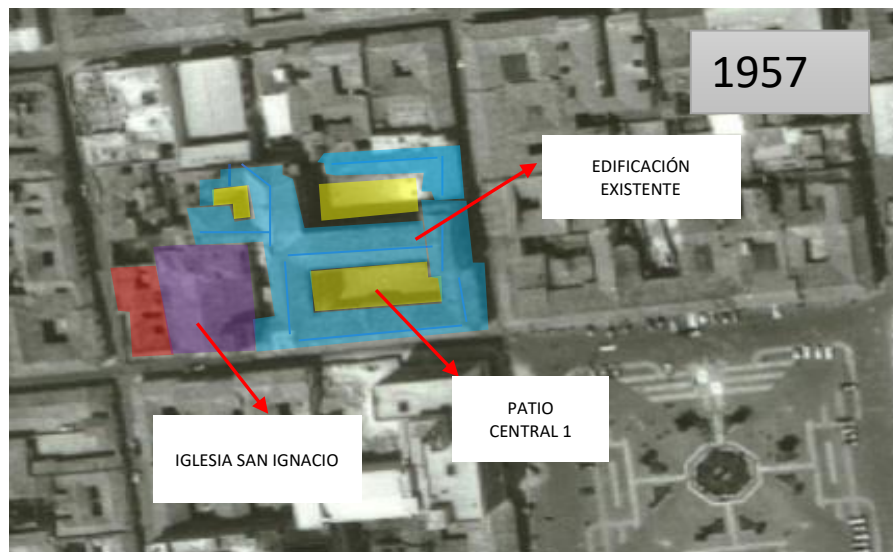 1957
EDIFICACIÓN
EXISTENTE
PATIO
CENTRAL 1
IGLESIA SAN IGNACIO